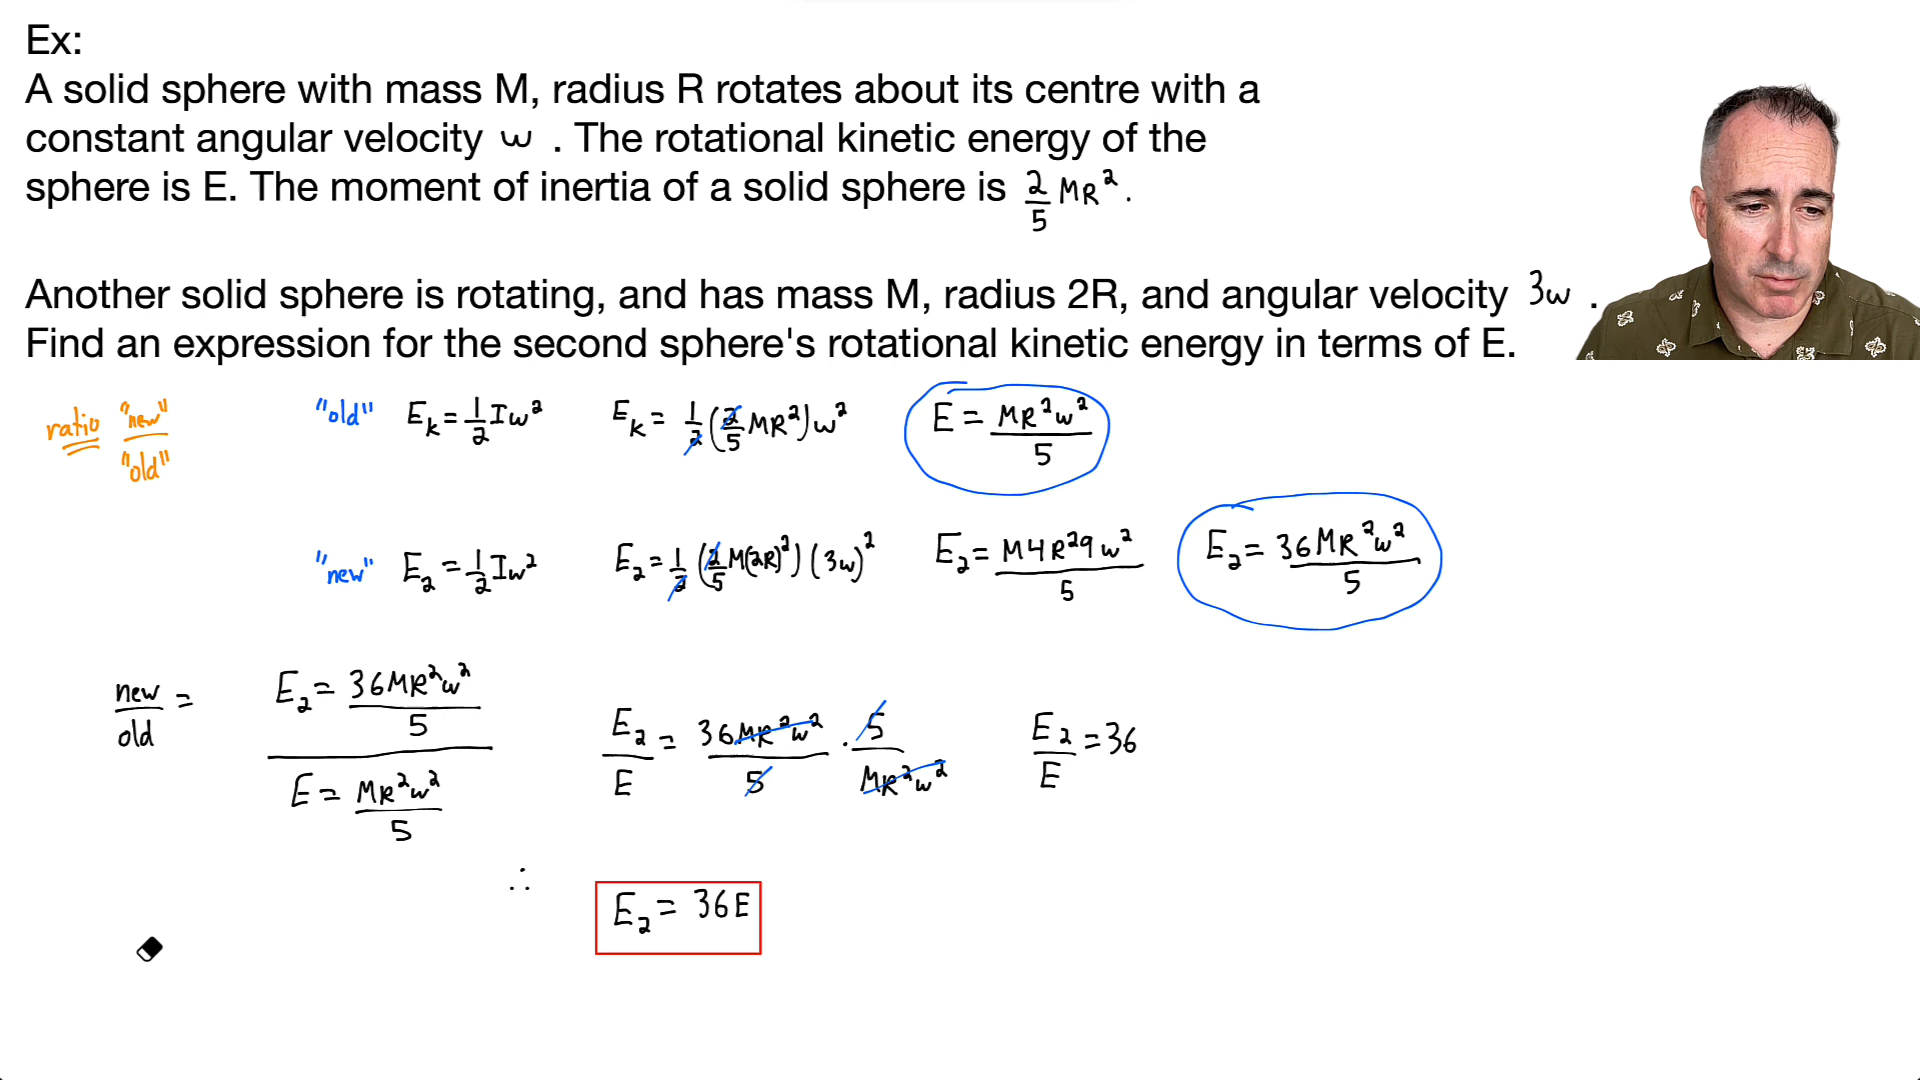 Ex:
A solid sphere with mass M, radius R rotates about its centre with a
constant angular velocity ω . The rotational kinetic energy of the
sphere is E. The moment of inertia of a solid sphere is 2/5 MR².
Another solid sphere is rotating, and has mass M, radius 2R, and angular velocity 3ω .
Find an expression for the second sphere's rotational kinetic energy in terms of E.
ratio "new"/"old"
"old" E_k = 1/2 Iω² E_k = 1/2 (2/5 MR²)ω² E = MR²ω²/5
"new" E₂ = 1/2 Iω² E₂ = 1/2 (2/5 M(2R)²)(3ω)² E₂ = M4R²9ω²/5 E₂ = 36MR²ω²/5
new/old = E₂ = 36MR²ω²/5 / E = MR²ω²/5 E₂/E = 36MR²ω²/5 · 5/MR²ω² E₂/E = 36
∴ E₂ = 36E